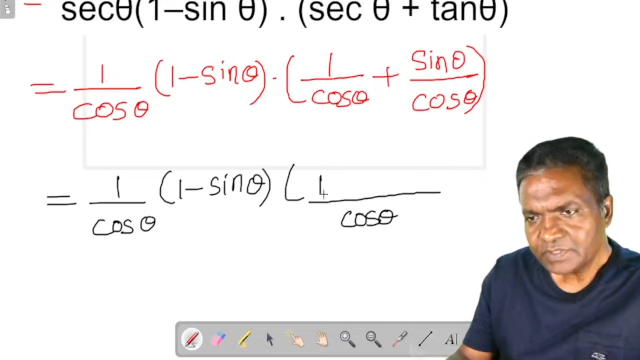 secθ(1–sin θ) . (sec θ + tanθ)
= 1/cosθ (1-sinθ) · (1/cosθ + sinθ/cosθ)
= 1/cosθ (1-sinθ) (1 /cosθ
AI